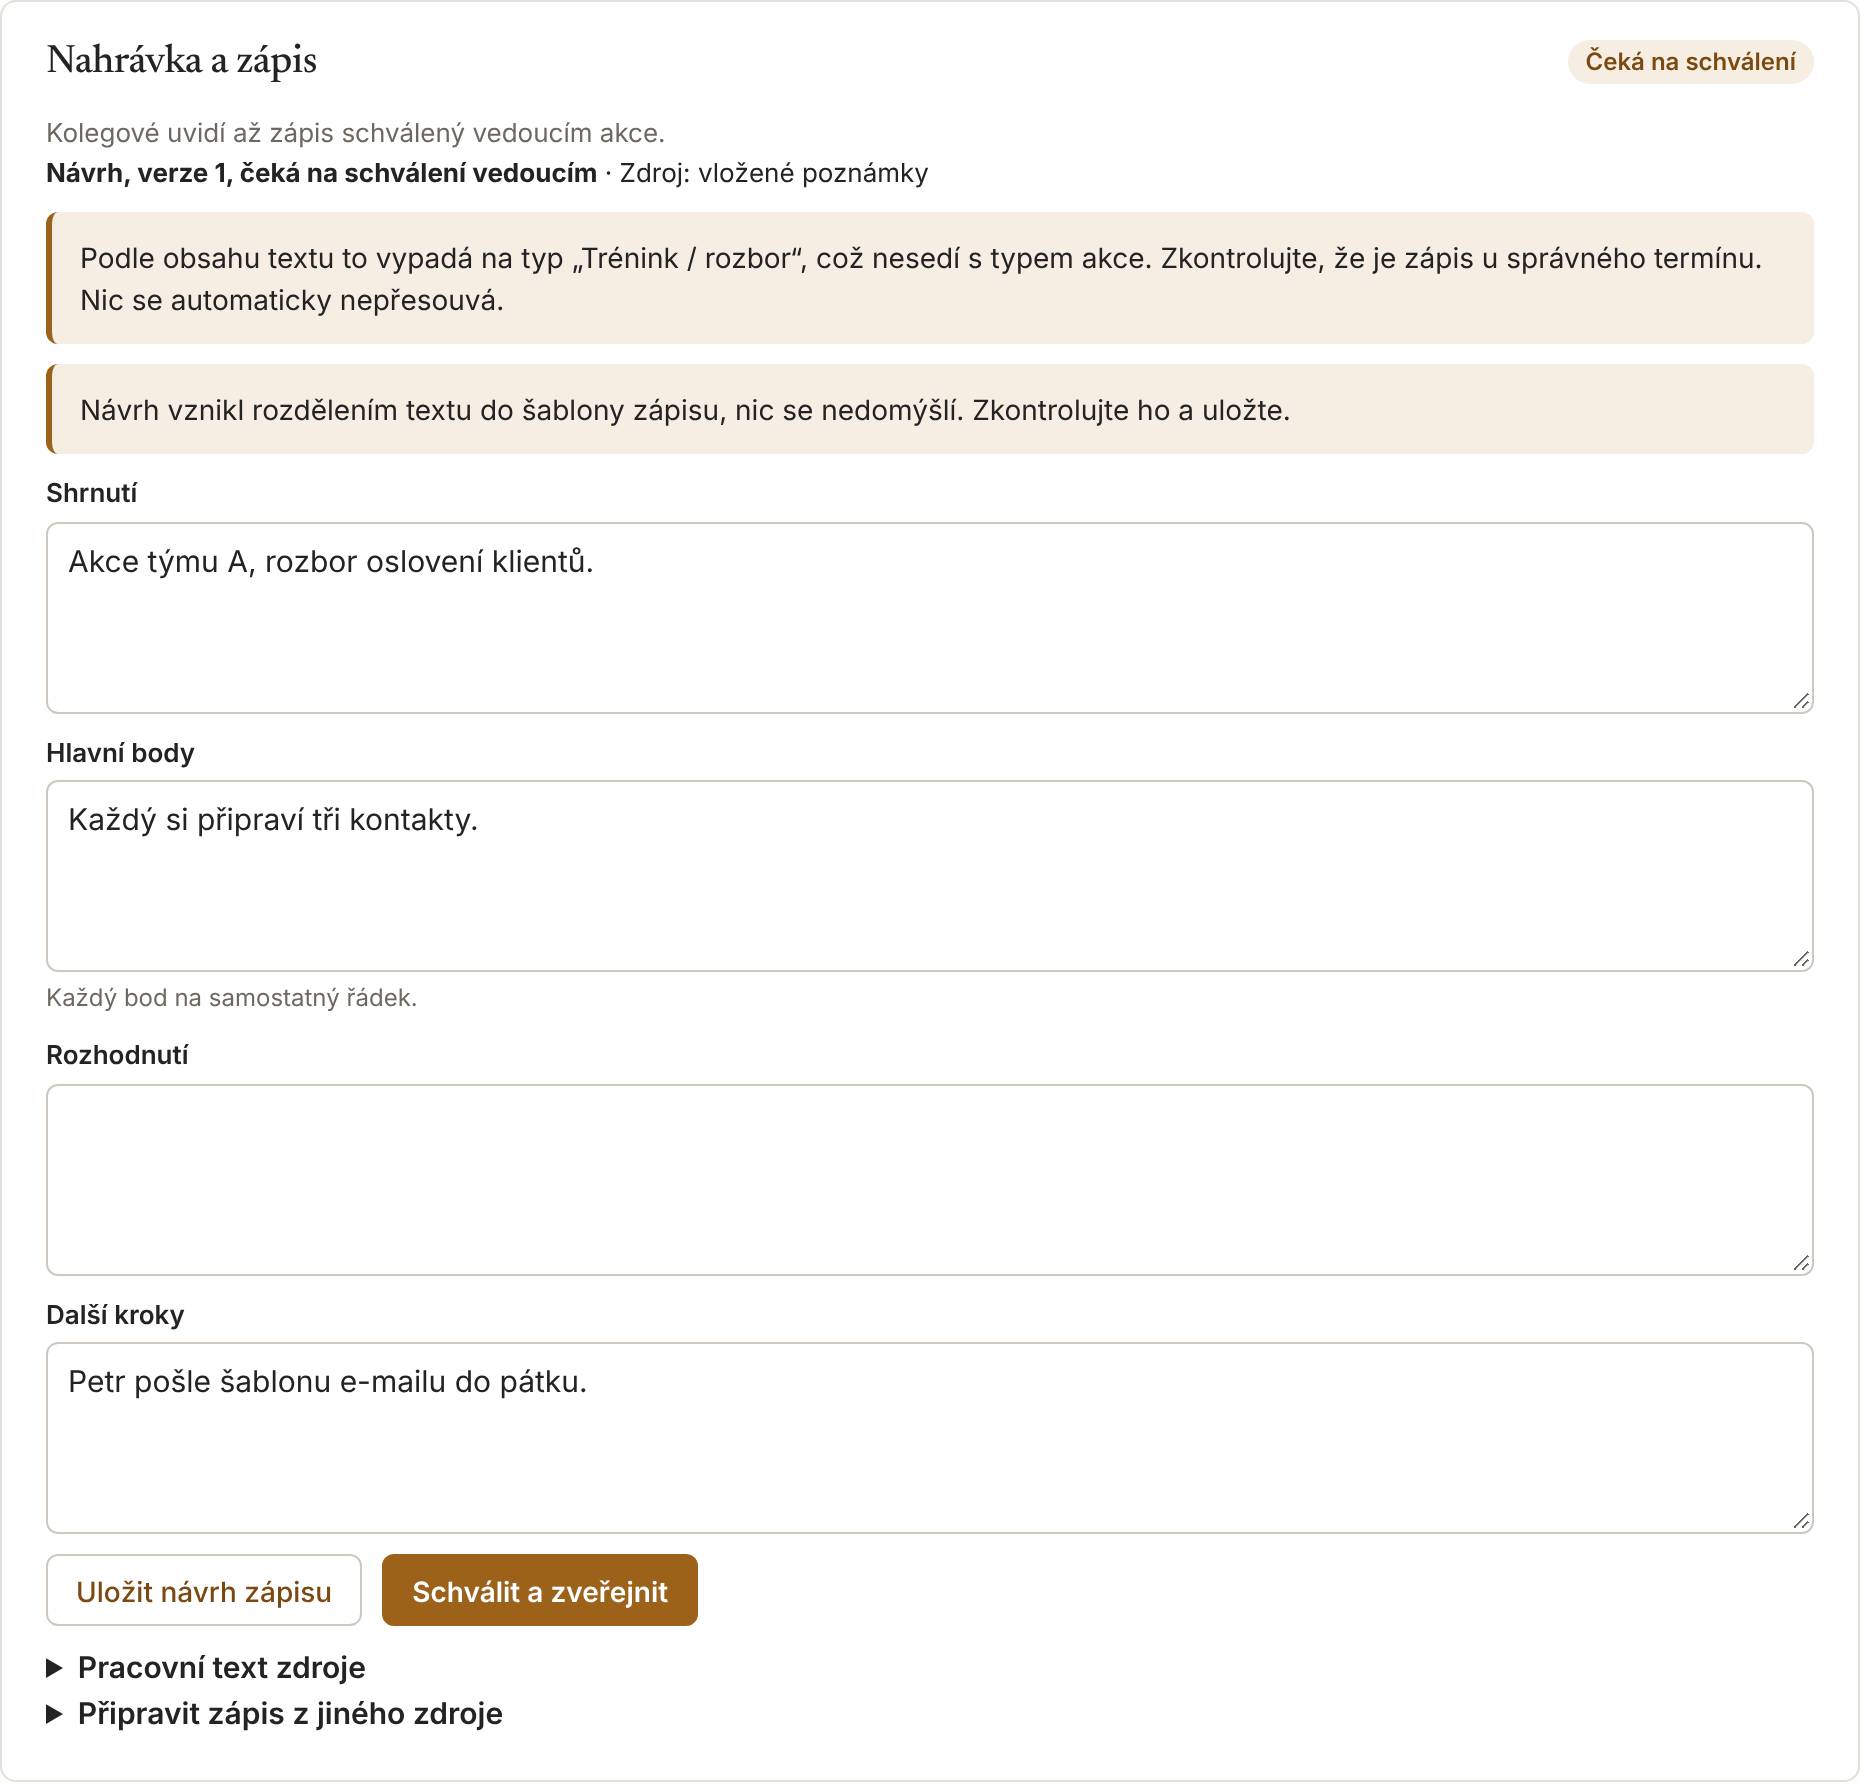 Nahrávka a zápis
Čeká na schválení
Kolegové uvidí až zápis schválený vedoucím akce.
Návrh, verze 1, čeká na schválení vedoucím · Zdroj: vložené poznámky
Podle obsahu textu to vypadá na typ „Trénink / rozbor“, což nesedí s typem akce. Zkontrolujte, že je zápis u správného termínu.
Nic se automaticky nepřesouvá.
Návrh vznikl rozdělením textu do šablony zápisu, nic se nedomýšlí. Zkontrolujte ho a uložte.
Shrnutí
Akce týmu A, rozbor oslovení klientů.
Hlavní body
Každý si připraví tři kontakty.
Každý bod na samostatný řádek.
Rozhodnutí
Další kroky
Petr pošle šablonu e-mailu do pátku.
Uložit návrh zápisu
Schválit a zveřejnit
Pracovní text zdroje
Připravit zápis z jiného zdroje